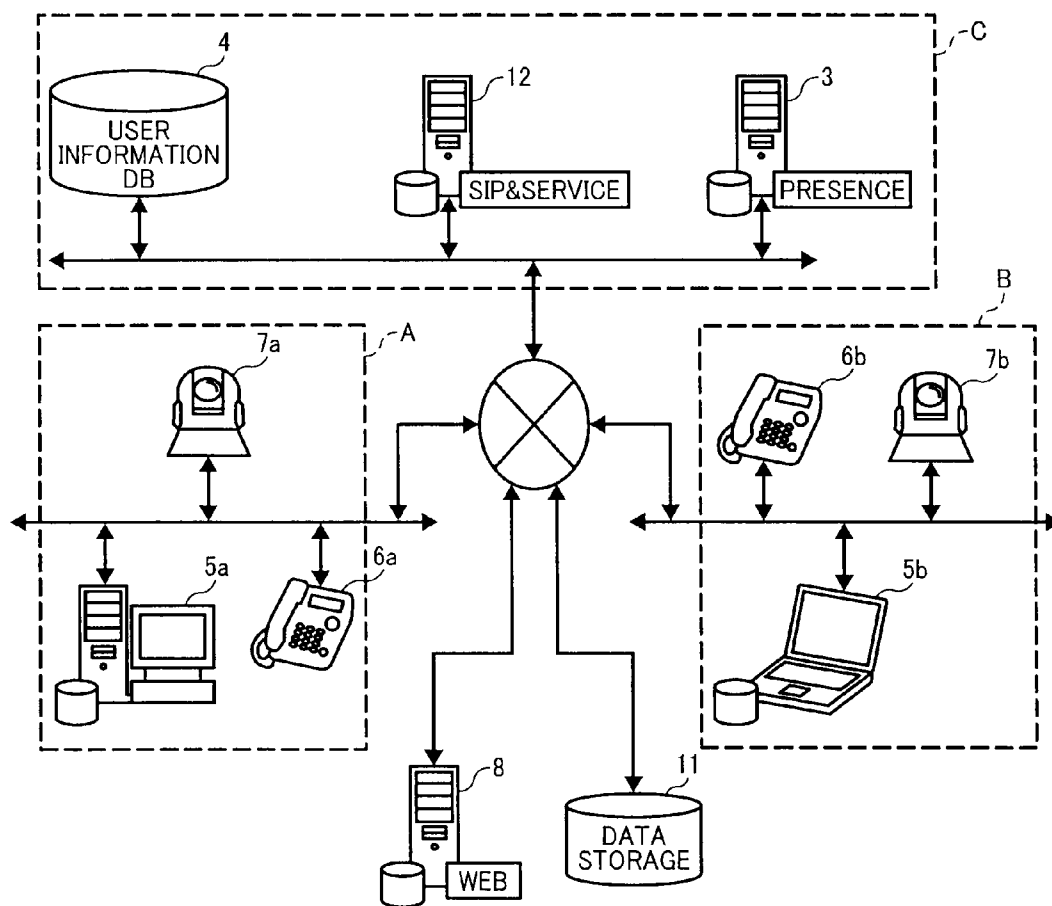 C
4
12
3
USER
INFORMATION
DB
SIP&SERVICE
PRESENCE
A
B
7a
6b
7b
5a
6a
5b
8
11
WEB
DATA
STORAGE